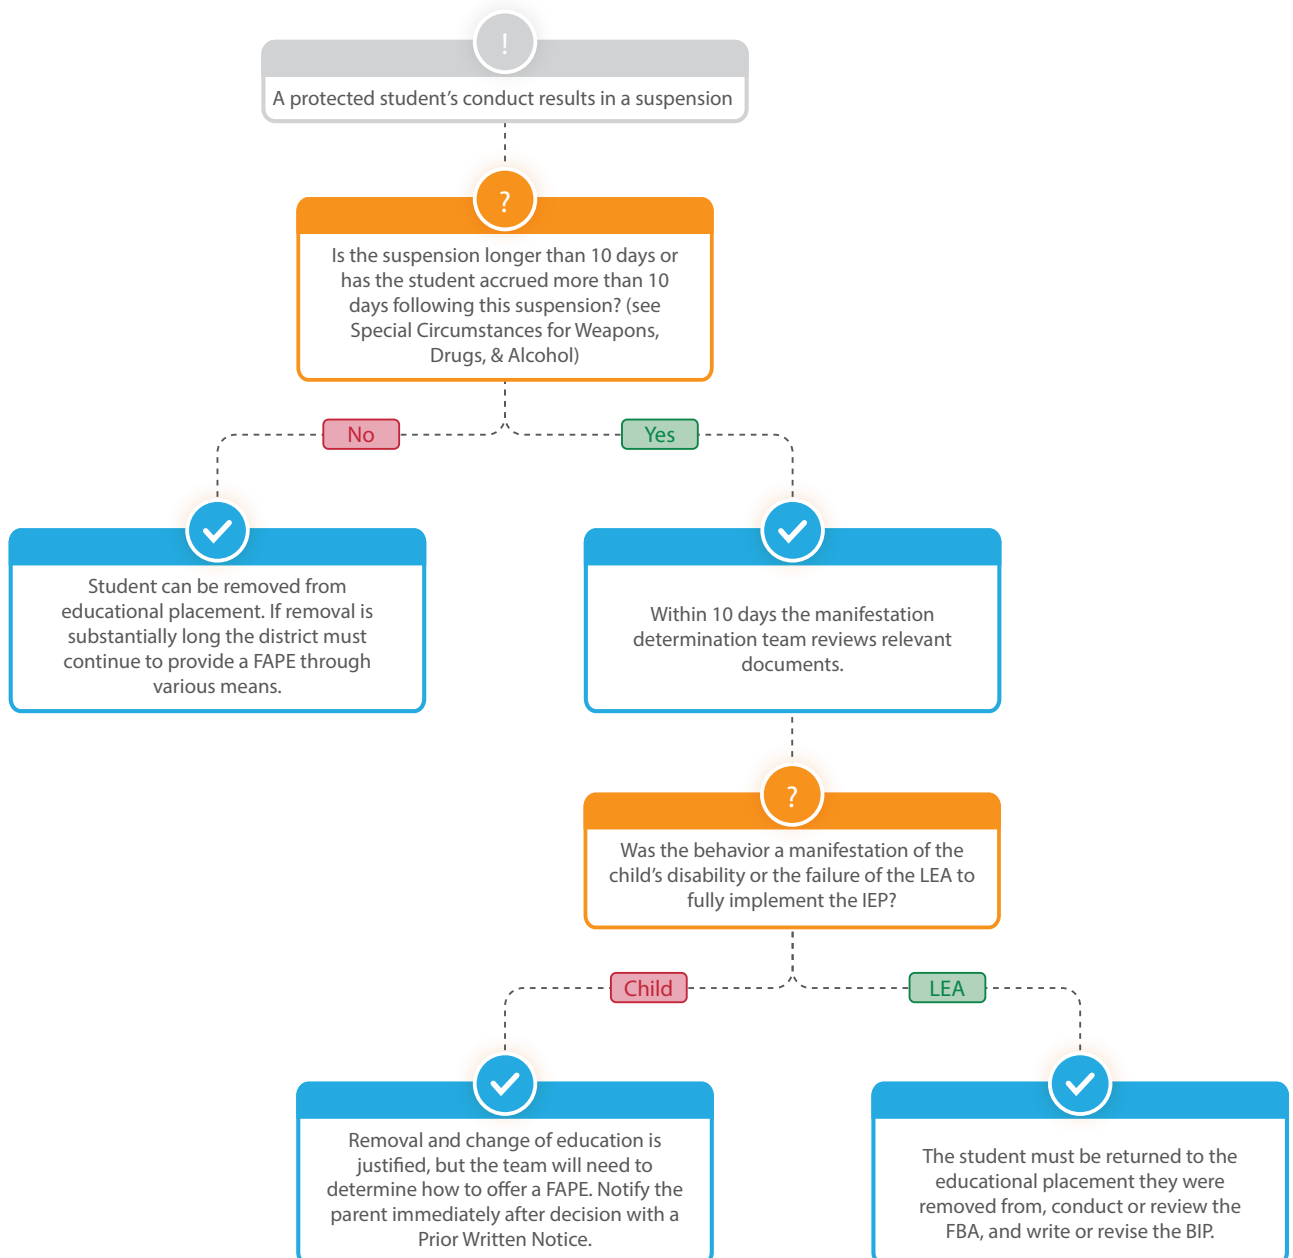 !
A protected student's conduct results in a suspension
?
Is the suspension longer than 10 days or
has the student accrued more than 10
days following this suspension? (see
Special Circumstances for Weapons,
Drugs, & Alcohol)
No
Yes
Student can be removed from
educational placement. If removal is
substantially long the district must
continue to provide a FAPE through
various means.
Within 10 days the manifestation
determination team reviews relevant
documents.
?
Was the behavior a manifestation of the
child's disability or the failure of the LEA to
fully implement the IEP?
Child
LEA
Removal and change of education is
justified, but the team will need to
determine how to offer a FAPE. Notify the
parent immediately after decision with a
Prior Written Notice.
The student must be returned to the
educational placement they were
removed from, conduct or review the
FBA, and write or revise the BIP.